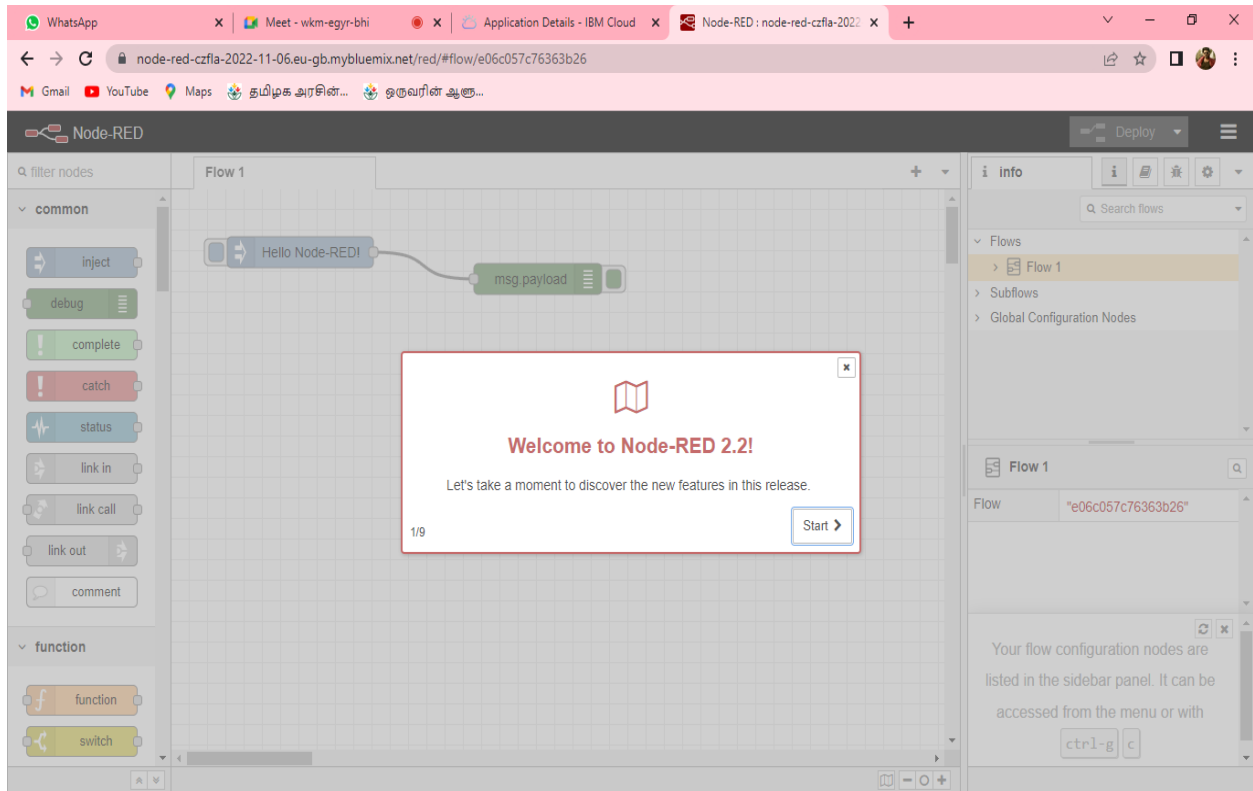 WhatsApp
Meet - wkm-egyr-bhi
Application Details - IBM Cloud
Node-RED : node-red-czfla-2022
node-red-czfla-2022-11-06.eu-gb.mybluemix.net/red/#flow/e06c057c76363b26
Gmail
YouTube
Maps
தமிழக அரசின்...
ஒருவரின் ஆளு...
Node-RED
Deploy
filter nodes
Flow 1
i info
i
Search flows
common
inject
debug
complete
catch
status
link in
link call
link out
comment
function
function
switch
Hello Node-RED!
msg.payload
Welcome to Node-RED 2.2!
Let's take a moment to discover the new features in this release.
1/9
Start
Flows
Flow 1
Subflows
Global Configuration Nodes
Flow 1
Flow "e06c057c76363b26"
Your flow configuration nodes are
listed in the sidebar panel. It can be
accessed from the menu or with
ctrl-g c